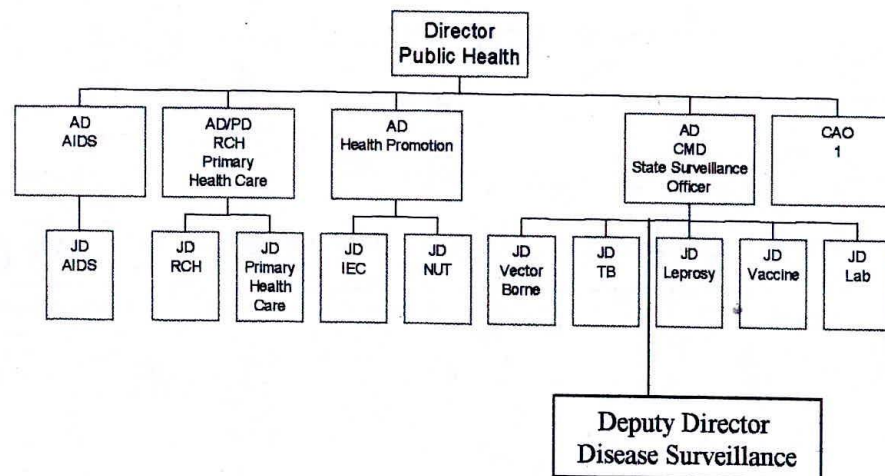 Director
Public Health
AD
AIDS
AD/PD
RCH
Primary
Health Care
AD
Health Promotion
AD
CMD
State Surveillance
Officer
CAO
1
JD
AIDS
JD
RCH
JD
Primary
Health
Care
JD
IEC
JD
NUT
JD
Vector
Borne
JD
TB
JD
Leprosy
JD
Vaccine
JD
Lab
Deputy Director
Disease Surveillance